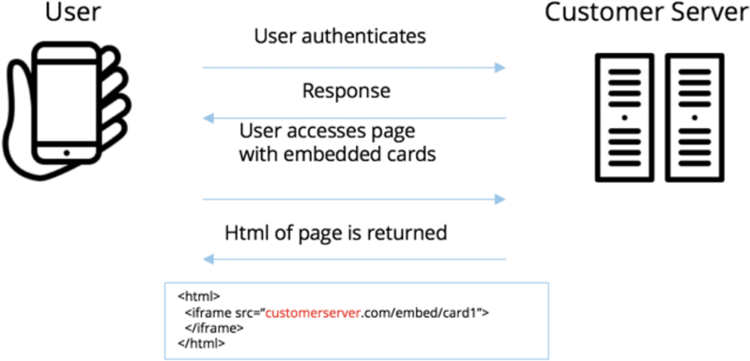 User
Customer Server
User authenticates
Response
User accesses page
with embedded cards
Html of page is returned
<html>
<iframe src=“customerserver.com/embed/card1”>
</iframe>
</html>